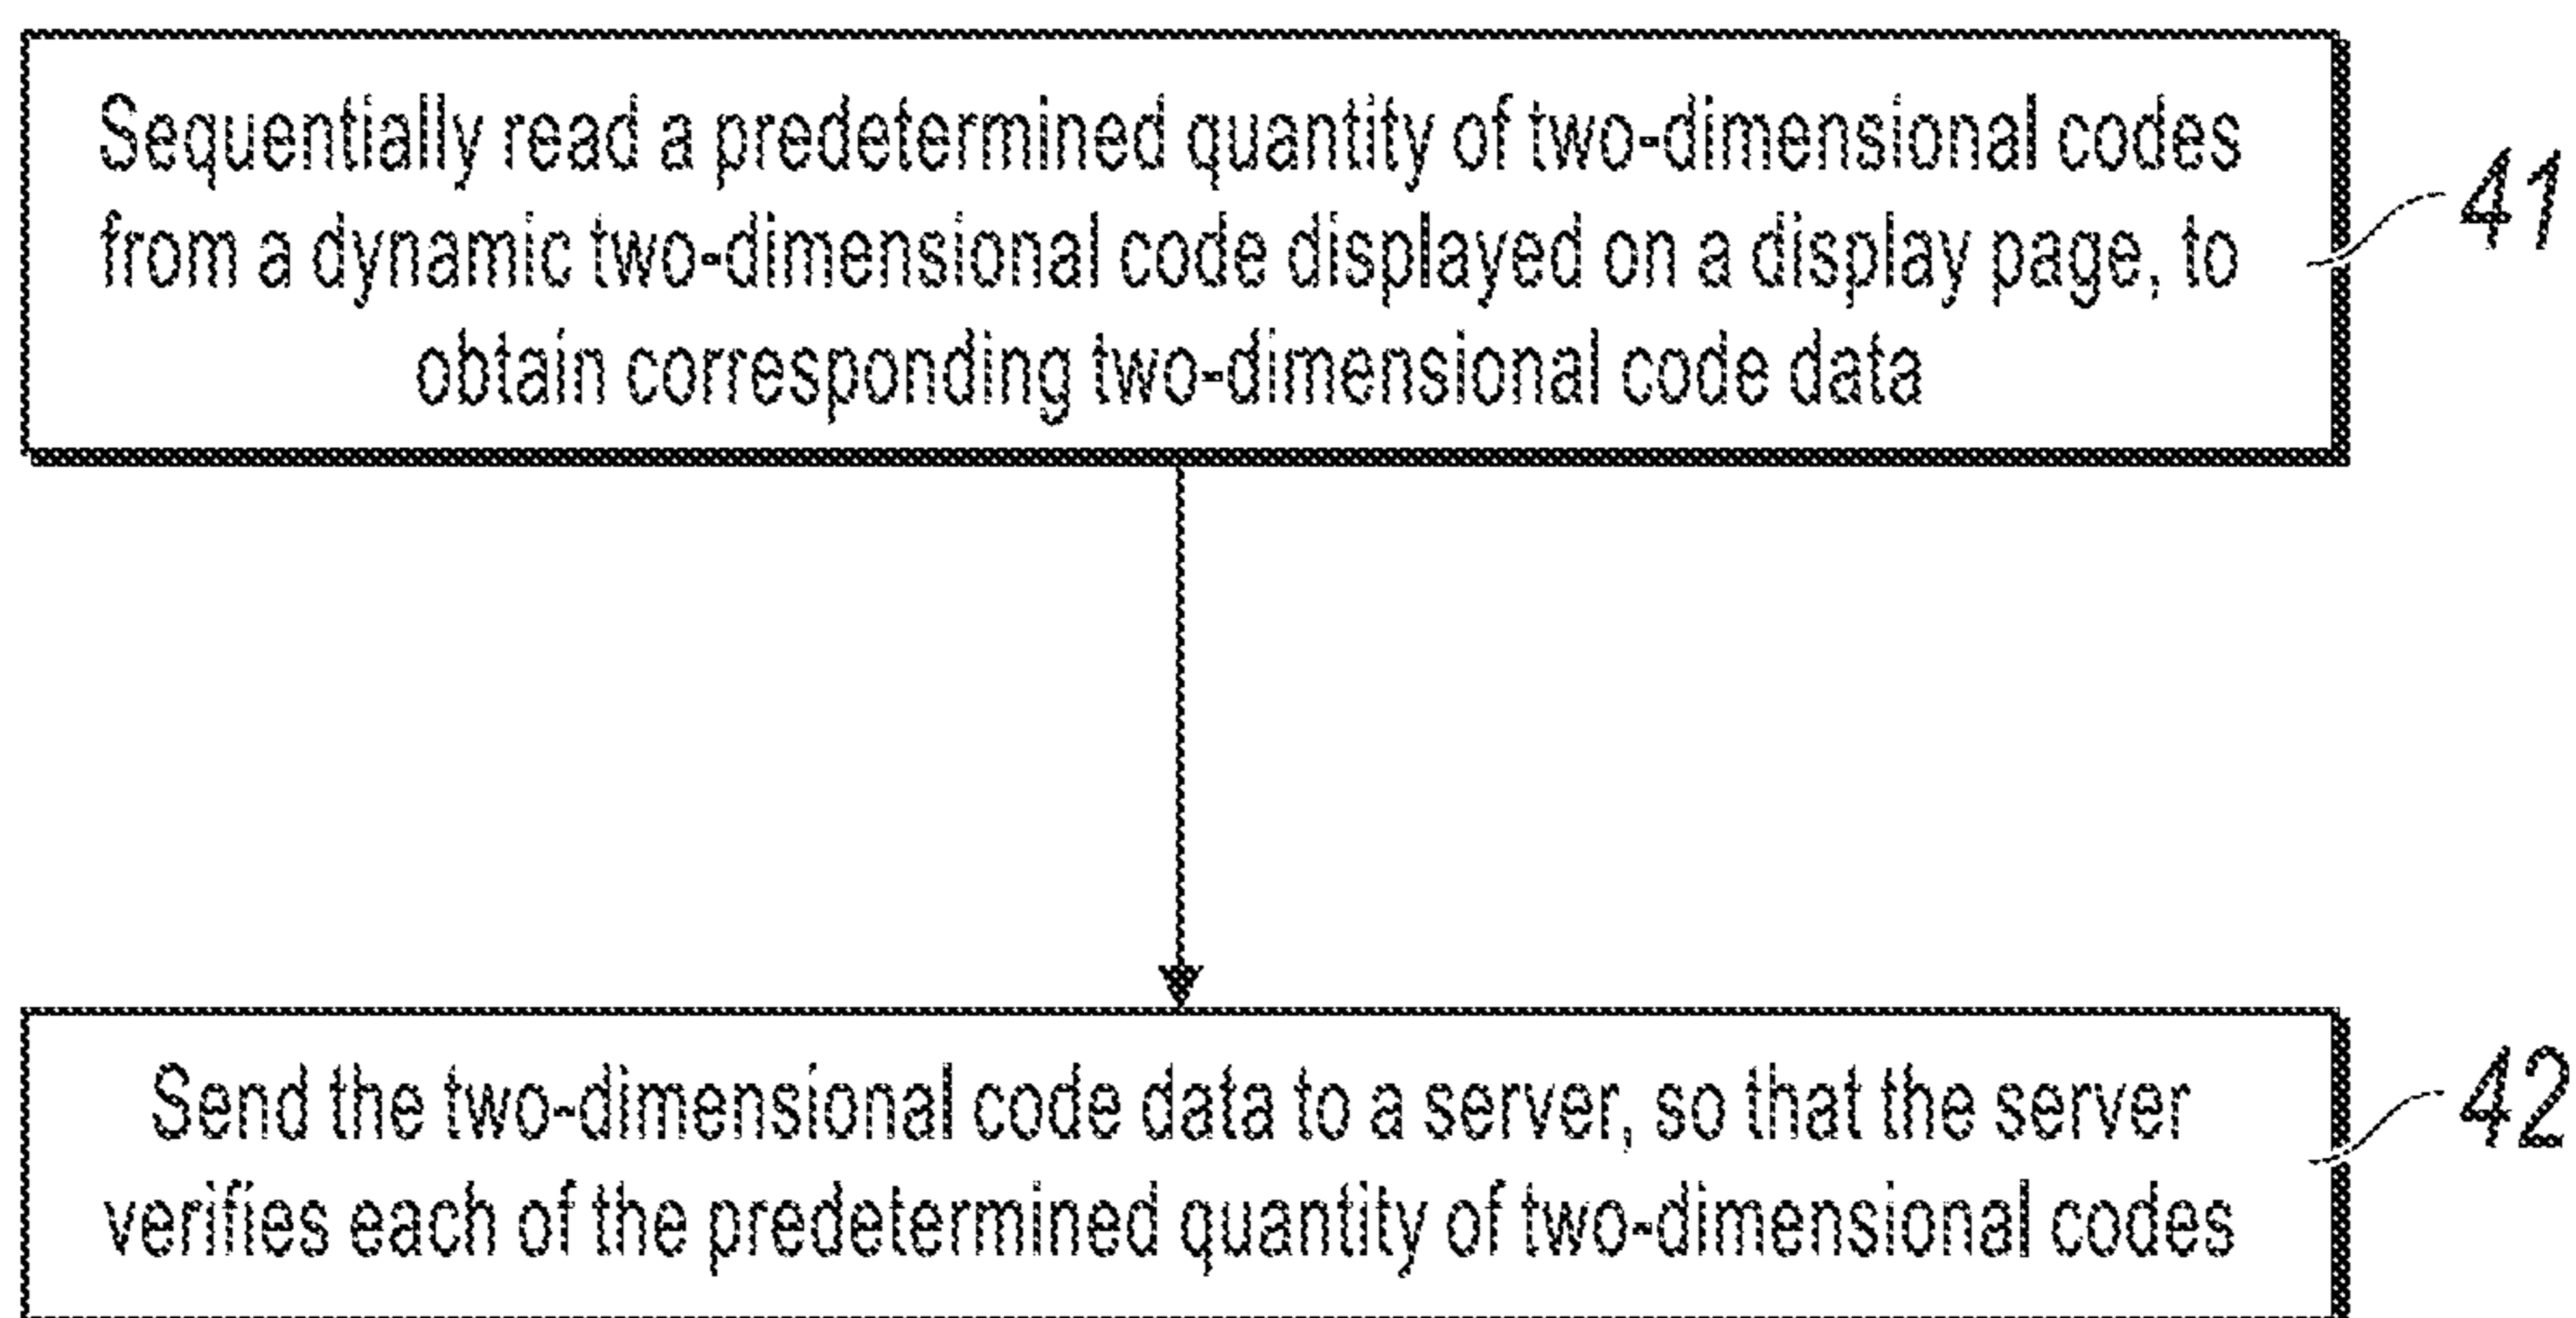 Sequentially read a predetermined quantity of two-dimensional codes
from a dynamic two-dimensional code displayed on a display page, to
obtain corresponding two-dimensional code data
41
Send the two-dimensional code data to a server, so that the server
verifies each of the predetermined quantity of two-dimensional codes
42